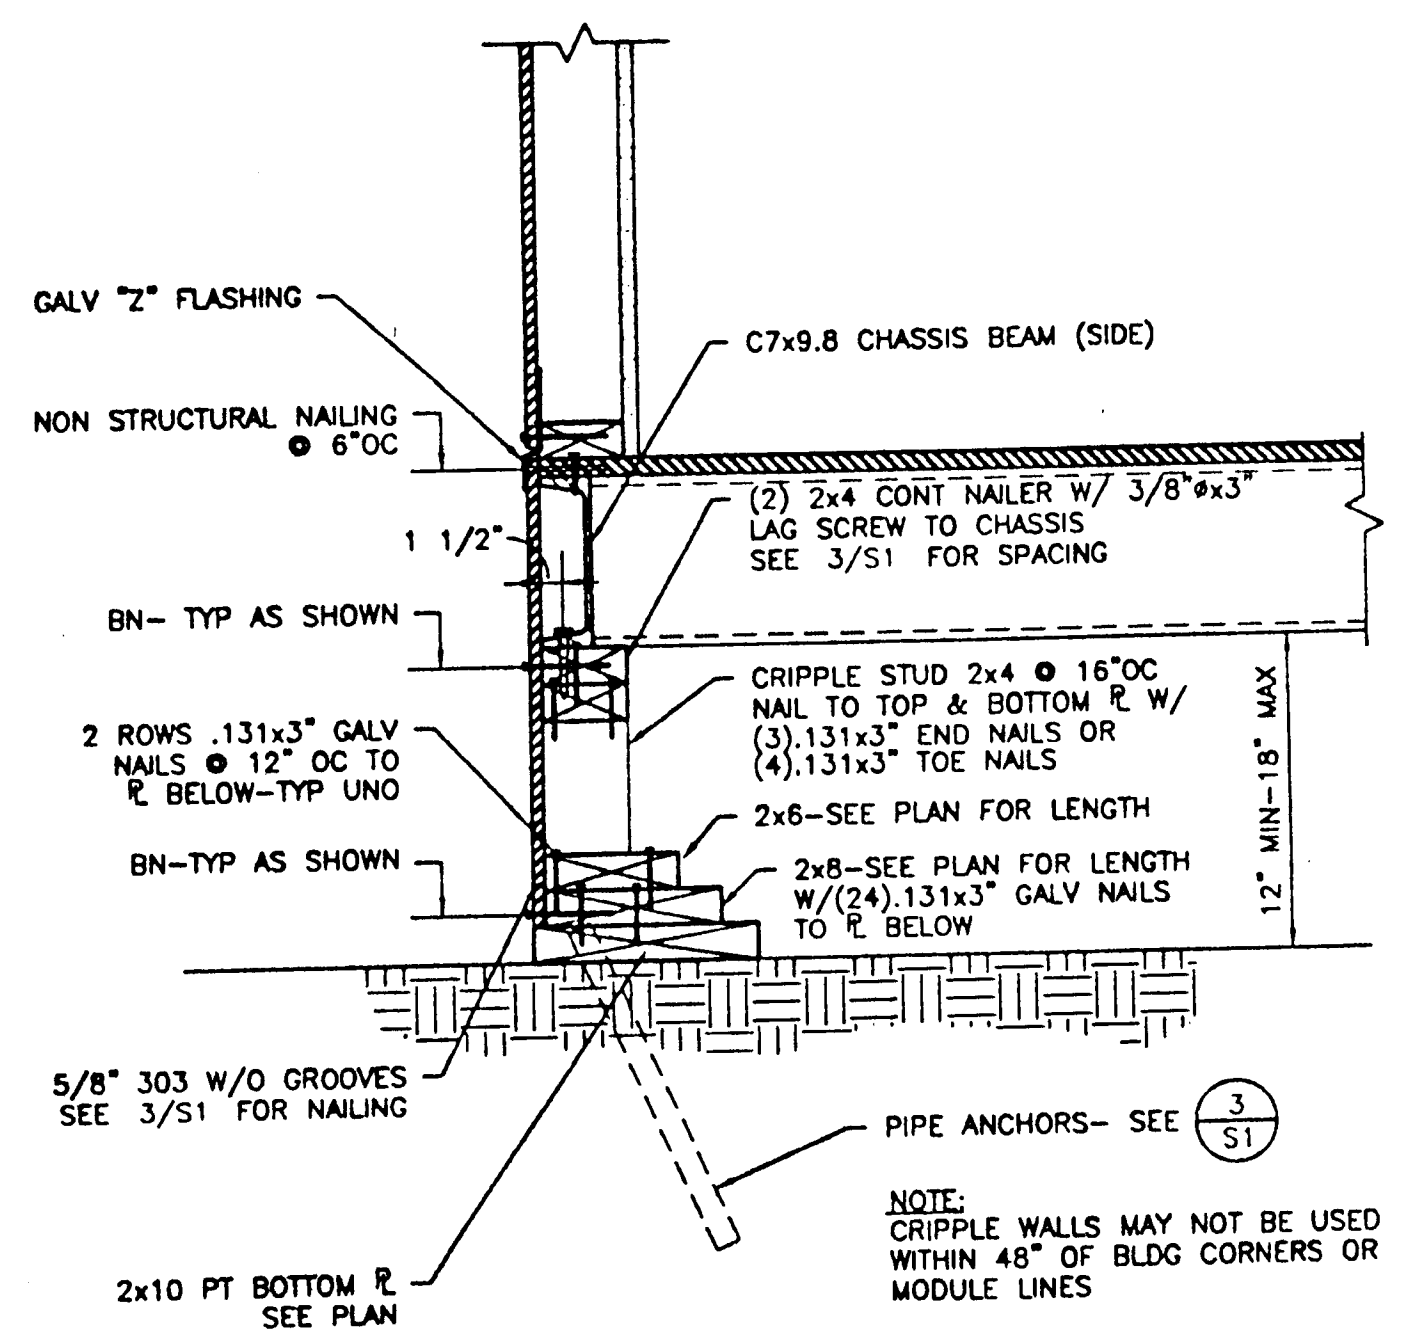 GALV "Z" FLASHING
NON STRUCTURAL NAILING
@ 6"OC
1 1/2"
BN- TYP AS SHOWN
2 ROWS .131x3" GALV
NAILS @ 12" OC TO
℄ BELOW-TYP UNO
BN-TYP AS SHOWN
5/8" 303 W/O GROOVES
SEE 3/S1 FOR NAILING
2x10 PT BOTTOM ℄
SEE PLAN
C7x9.8 CHASSIS BEAM (SIDE)
(2) 2x4 CONT NAILER W/ 3/8"øx3"
LAG SCREW TO CHASSIS
SEE 3/S1 FOR SPACING
CRIPPLE STUD 2x4 @ 16"OC
NAIL TO TOP & BOTTOM ℄ W/
(3).131x3" END NAILS OR
(4).131x3" TOE NAILS
2x6-SEE PLAN FOR LENGTH
2x8-SEE PLAN FOR LENGTH
W/(24).131x3" GALV NAILS
TO ℄ BELOW
12" MIN-18" MAX
PIPE ANCHORS- SEE
3
S1
NOTE:
CRIPPLE WALLS MAY NOT BE USED
WITHIN 48" OF BLDG CORNERS OR
MODULE LINES